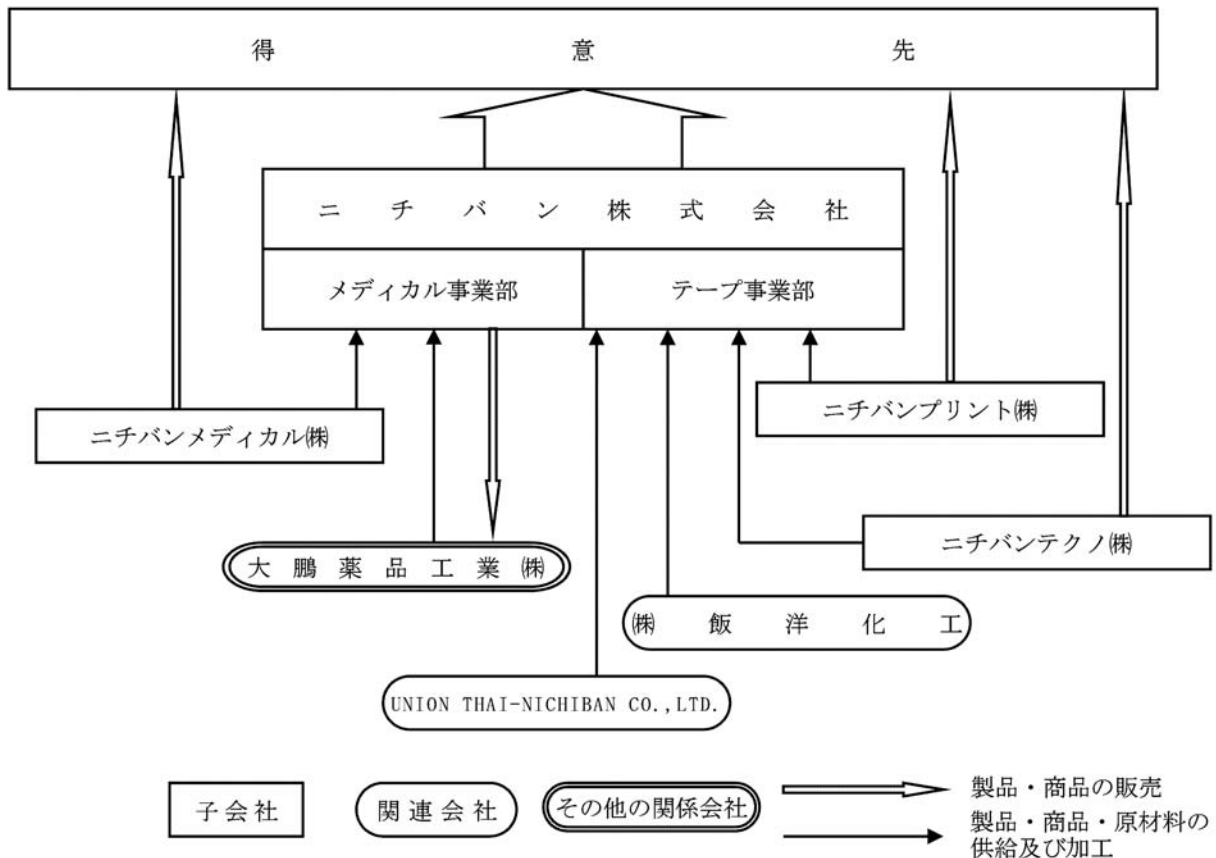 得意先
ニチバン株式会社
メディカル事業部
テープ事業部
ニチバンプリント㈱
ニチバンメディカル㈱
ニチバンテクノ㈱
大鵬薬品工業㈱
㈱飯洋化工
UNION THAI-NICHIBAN CO.,LTD.
子会社
関連会社
その他の関係会社
製品・商品の販売
製品・商品・原材料の
供給及び加工